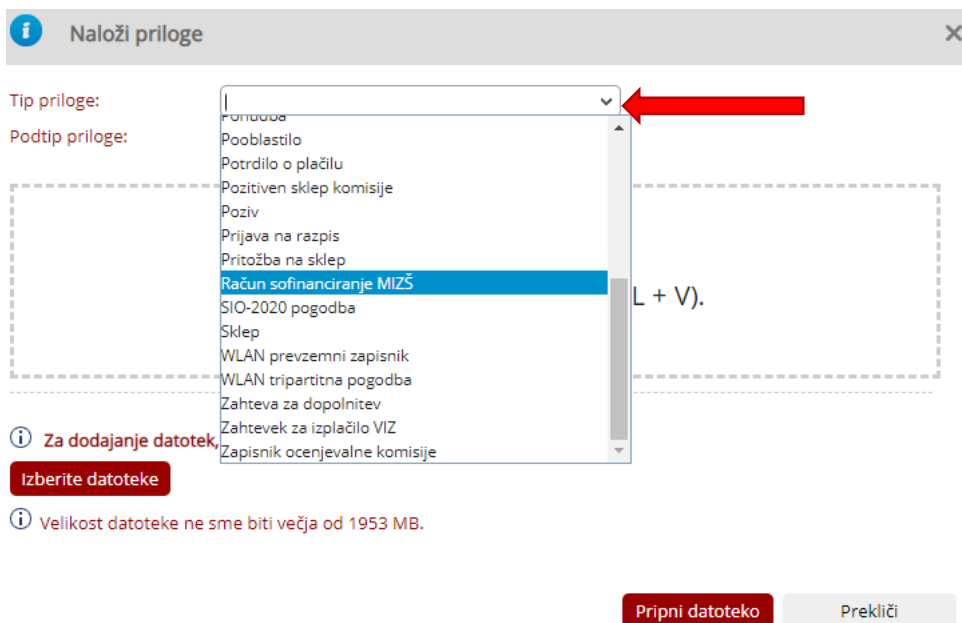 Naloži priloge
Tip priloge:
Podtip priloge:
Ponudba
Pooblastilo
Potrdilo o plačilu
Pozitiven sklep komisije
Poziv
Prijava na razpis
Pritožba na sklep
Račun sofinanciranje MIZŠ
SIO-2020 pogodba
Sklep
WLAN prevzemni zapisnik
WLAN tripartitna pogodba
Zahteva za dopolnitev
Zahtevek za izplačilo VIZ
Zapisnik ocenjevalne komisije
L + V).
Za dodajanje datotek,
Izberite datoteke
Velikost datoteke ne sme biti večja od 1953 MB.
Pripni datoteko
Prekliči